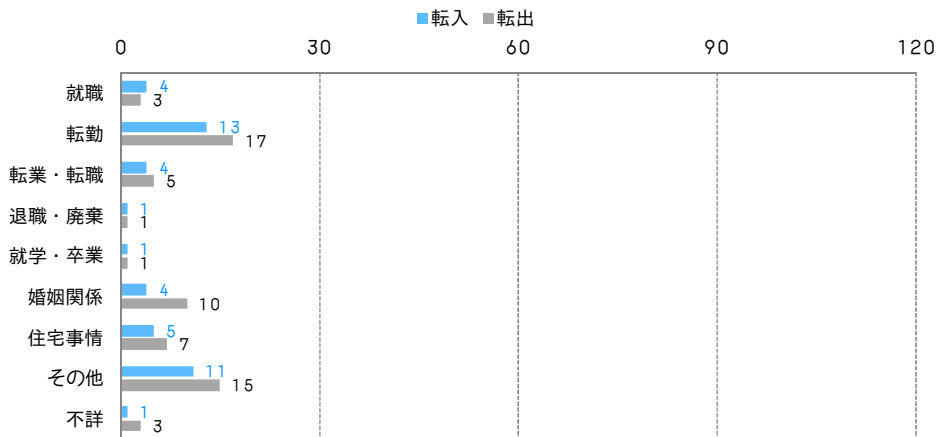 ■転入 ■転出
0 30 60 90 120
就職 4
3
転勤 13
17
転業・転職 4
5
退職・廃棄 1
1
就学・卒業 1
1
婚姻関係 4
10
住宅事情 5
7
その他 11
15
不詳 1
3